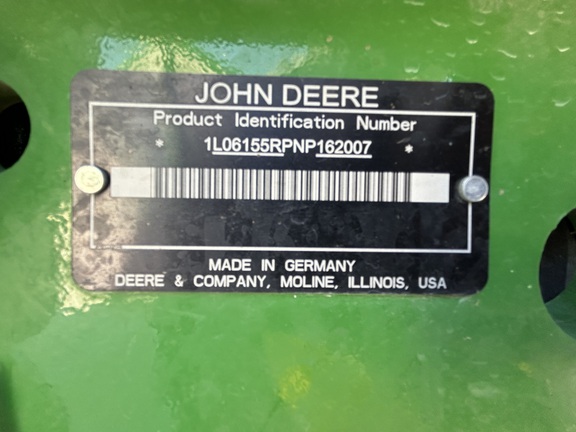 JOHN DEERE
Product Identification Number
* 1L06155RPNP162007 *
MADE IN GERMANY
DEERE & COMPANY, MOLINE, ILLINOIS, USA